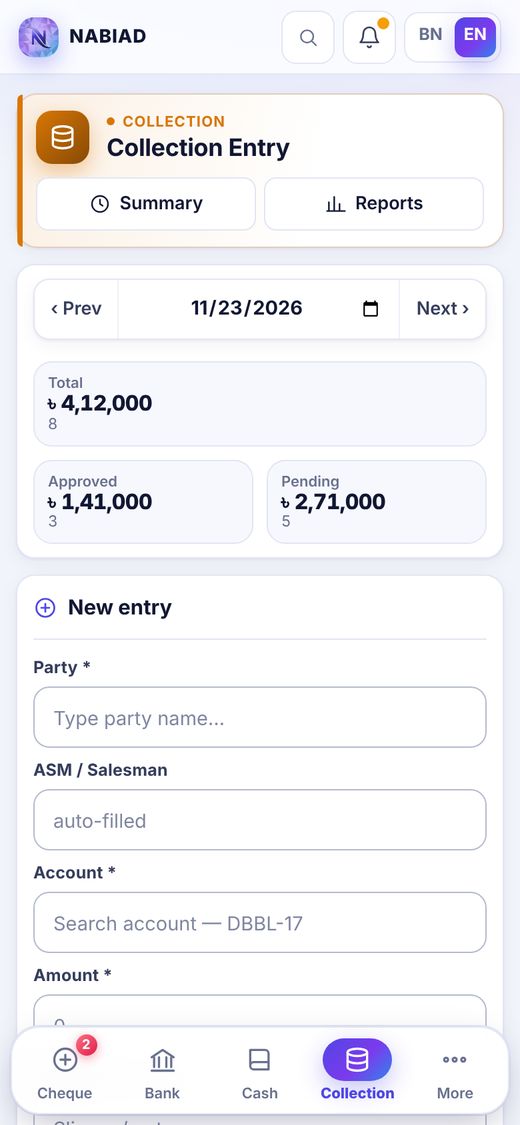 NABIAD
BN EN
COLLECTION
Collection Entry
Summary Reports
‹ Prev 11/23/2026 Next ›
Total
৳ 4,12,000
8
Approved Pending
৳ 1,41,000 ৳ 2,71,000
3 5
New entry
Party *
Type party name...
ASM / Salesman
auto-filled
Account *
Search account — DBBL-17
Amount *
2
Cheque Bank Cash Collection More